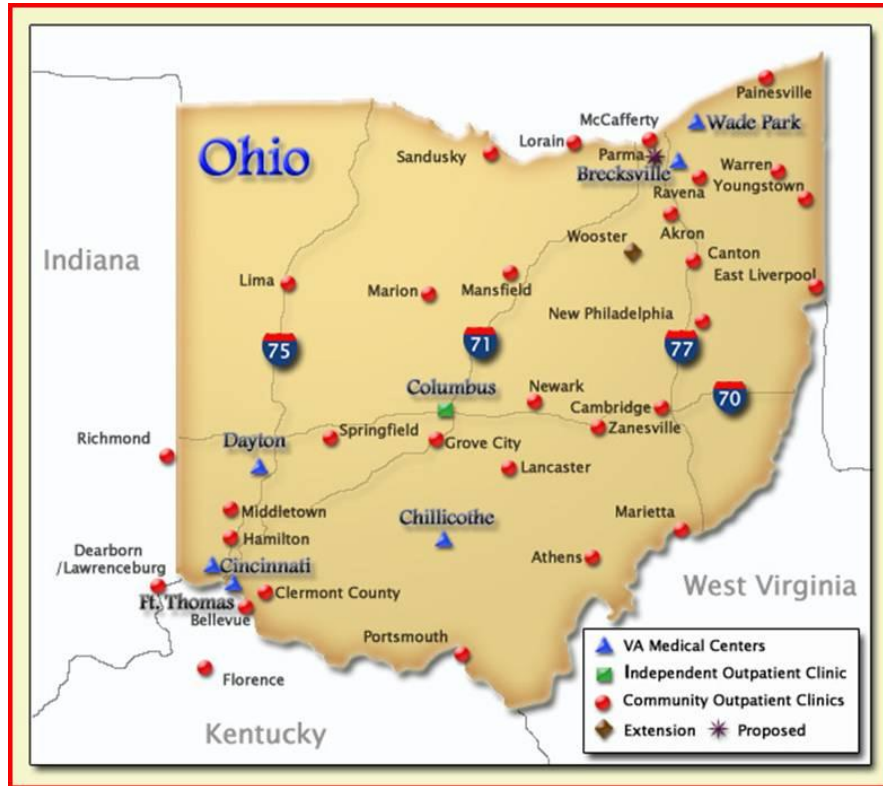 Ohio
Painesville
McCafferty
Wade Park
Lorain
Sandusky
Parma
Brecksville
Warren
Ravena
Youngstown
Wooster
Akron
Indiana
Canton
Lima
Marion
Mansfield
East Liverpool
New Philadelphia
75
71
77
Columbus
Newark
70
Cambridge
Richmond
Dayton
Springfield
Grove City
Zanesville
Lancaster
Middletown
Chillicothe
Marietta
Hamilton
Dearborn
/Lawrenceburg
Cincinnati
Athens
West Virginia
Clermont County
Ft. Thomas
Bellevue
Portsmouth
Florence
Kentucky
VA Medical Centers
Independent Outpatient Clinic
Community Outpatient Clinics
Extension
Proposed